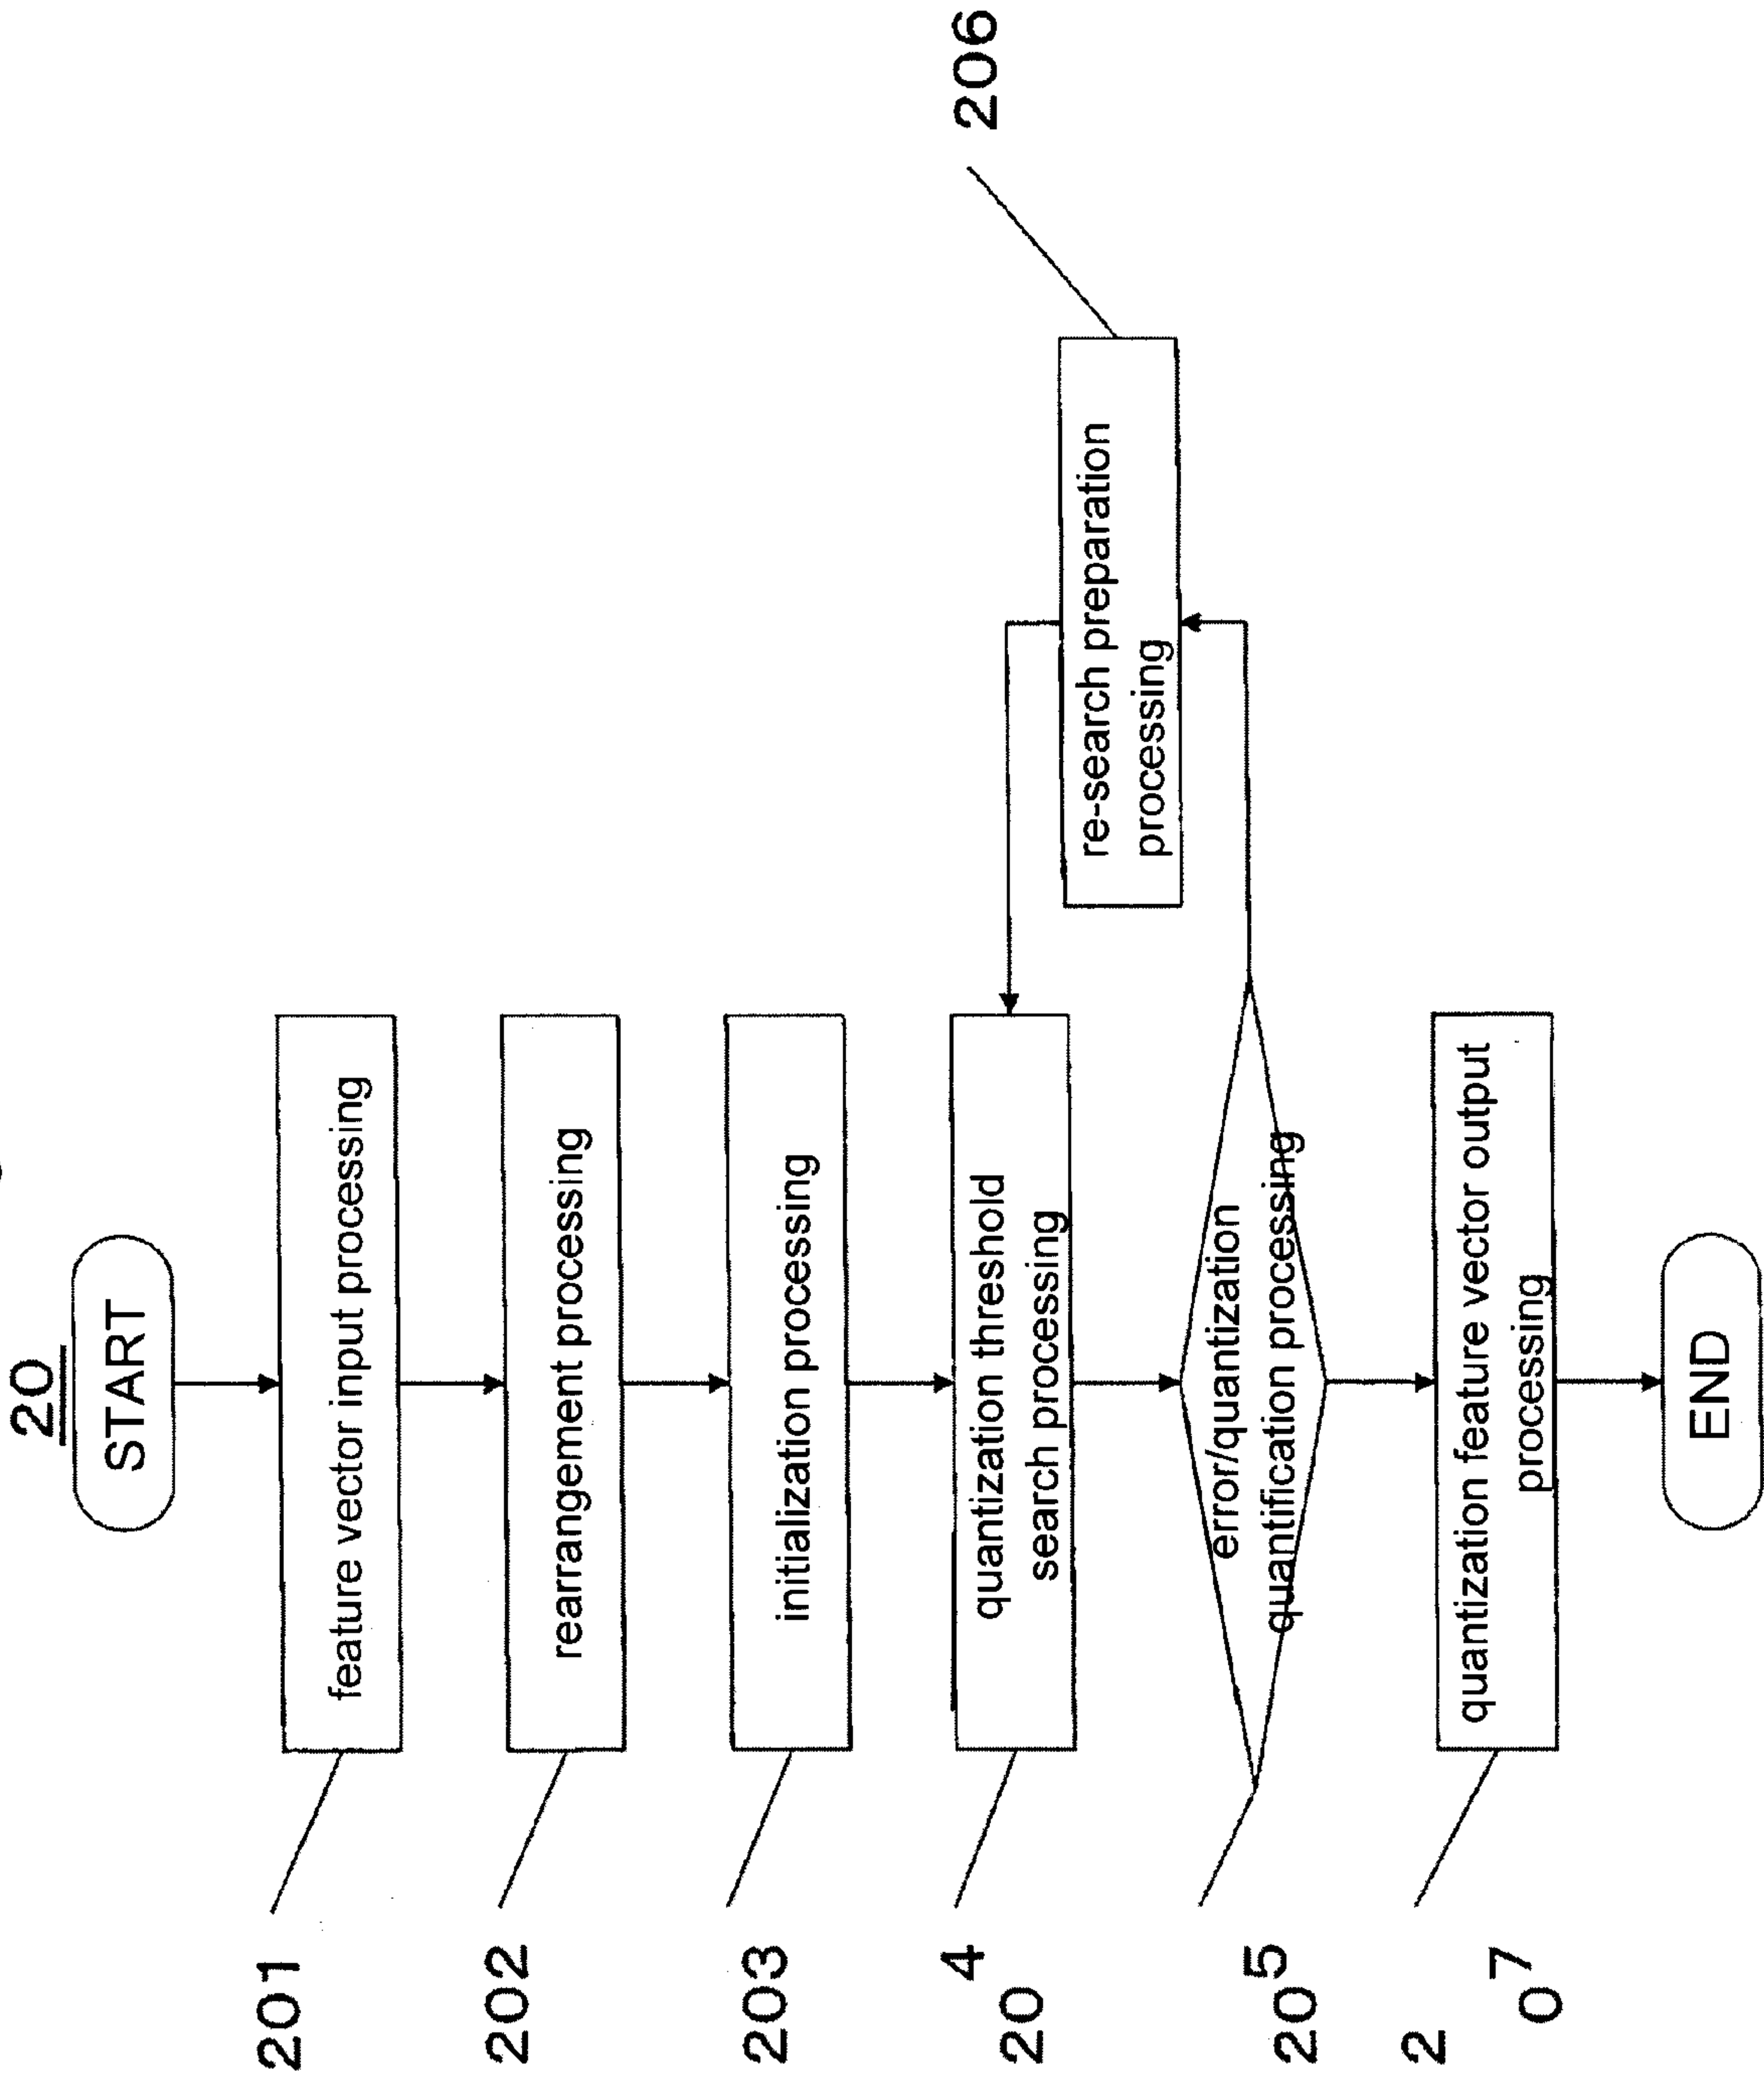 20
START
201
feature vector input processing
202
rearrangement processing
203
initialization processing
204
quantization threshold
search processing
206
re-search preparation
processing
205
error/quantization
quantification processing
207
quantization feature vector output
processing
END